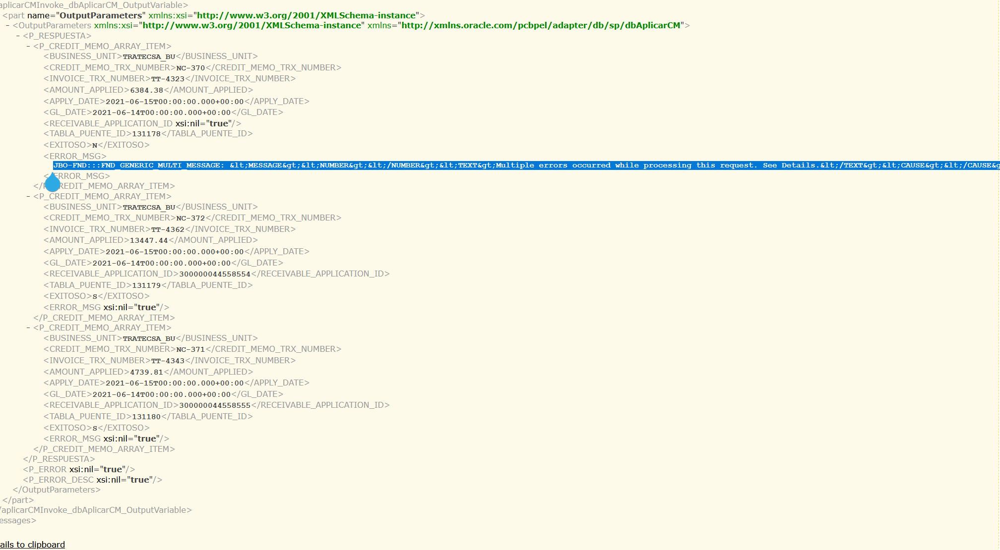 aplicarCMInvoke_dbAplicarCM_OutputVariable>
<part name="OutputParameters" xmlns:xsi="http://www.w3.org/2001/XMLSchema-instance">
- <OutputParameters xmlns:xsi="http://www.w3.org/2001/XMLSchema-instance" xmlns="http://xmlns.oracle.com/pcbpel/adapter/db/sp/dbAplicarCM">
- <P_RESPUESTA>
- <P_CREDIT_MEMO_ARRAY_ITEM>
<BUSINESS_UNIT>TRATECSA_BU</BUSINESS_UNIT>
<CREDIT_MEMO_TRX_NUMBER>NC-370</CREDIT_MEMO_TRX_NUMBER>
<INVOICE_TRX_NUMBER>TT-4323</INVOICE_TRX_NUMBER>
<AMOUNT_APPLIED>6384.38</AMOUNT_APPLIED>
<APPLY_DATE>2021-06-15T00:00:00.000+00:00</APPLY_DATE>
<GL_DATE>2021-06-14T00:00:00.000+00:00</GL_DATE>
<RECEIVABLE_APPLICATION_ID xsi:nil="true"/>
<TABLA_PUENTE_ID>131178</TABLA_PUENTE_ID>
<EXITOSO>N</EXITOSO>
<ERROR_MSG>
JBO-FND:::FND_GENERIC_MULTI_MESSAGE: &lt;MESSAGE&gt;&lt;NUMBER&gt;&lt;/NUMBER&gt;&lt;TEXT&gt;Multiple errors occurred while processing this request. See Details.&lt;/TEXT&gt;&lt;CAUSE&gt;&lt;/CAUSE&g
</ERROR_MSG>
</P_CREDIT_MEMO_ARRAY_ITEM>
- <P_CREDIT_MEMO_ARRAY_ITEM>
<BUSINESS_UNIT>TRATECSA_BU</BUSINESS_UNIT>
<CREDIT_MEMO_TRX_NUMBER>NC-372</CREDIT_MEMO_TRX_NUMBER>
<INVOICE_TRX_NUMBER>TT-4362</INVOICE_TRX_NUMBER>
<AMOUNT_APPLIED>13447.44</AMOUNT_APPLIED>
<APPLY_DATE>2021-06-15T00:00:00.000+00:00</APPLY_DATE>
<GL_DATE>2021-06-14T00:00:00.000+00:00</GL_DATE>
<RECEIVABLE_APPLICATION_ID>300000044558554</RECEIVABLE_APPLICATION_ID>
<TABLA_PUENTE_ID>131179</TABLA_PUENTE_ID>
<EXITOSO>S</EXITOSO>
<ERROR_MSG xsi:nil="true"/>
</P_CREDIT_MEMO_ARRAY_ITEM>
- <P_CREDIT_MEMO_ARRAY_ITEM>
<BUSINESS_UNIT>TRATECSA_BU</BUSINESS_UNIT>
<CREDIT_MEMO_TRX_NUMBER>NC-371</CREDIT_MEMO_TRX_NUMBER>
<INVOICE_TRX_NUMBER>TT-4343</INVOICE_TRX_NUMBER>
<AMOUNT_APPLIED>4739.81</AMOUNT_APPLIED>
<APPLY_DATE>2021-06-15T00:00:00.000+00:00</APPLY_DATE>
<GL_DATE>2021-06-14T00:00:00.000+00:00</GL_DATE>
<RECEIVABLE_APPLICATION_ID>300000044558555</RECEIVABLE_APPLICATION_ID>
<TABLA_PUENTE_ID>131180</TABLA_PUENTE_ID>
<EXITOSO>S</EXITOSO>
<ERROR_MSG xsi:nil="true"/>
</P_CREDIT_MEMO_ARRAY_ITEM>
</P_RESPUESTA>
<P_ERROR xsi:nil="true"/>
<P_ERROR_DESC xsi:nil="true"/>
</OutputParameters>
</part>
/aplicarCMInvoke_dbAplicarCM_OutputVariable>
essages>
ails to clipboard